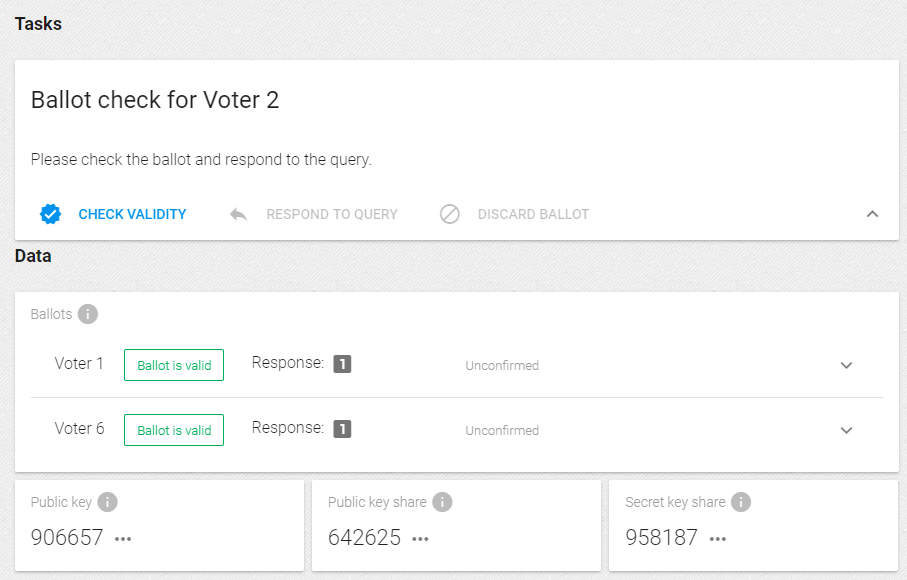 Tasks
Ballot check for Voter 2
Please check the ballot and respond to the query.
CHECK VALIDITY RESPOND TO QUERY DISCARD BALLOT
Data
Ballots i
Voter 1 Ballot is valid Response: 1 Unconfirmed
Voter 6 Ballot is valid Response: 1 Unconfirmed
Public key i Public key share i Secret key share i
906657 ••• 642625 ••• 958187 •••